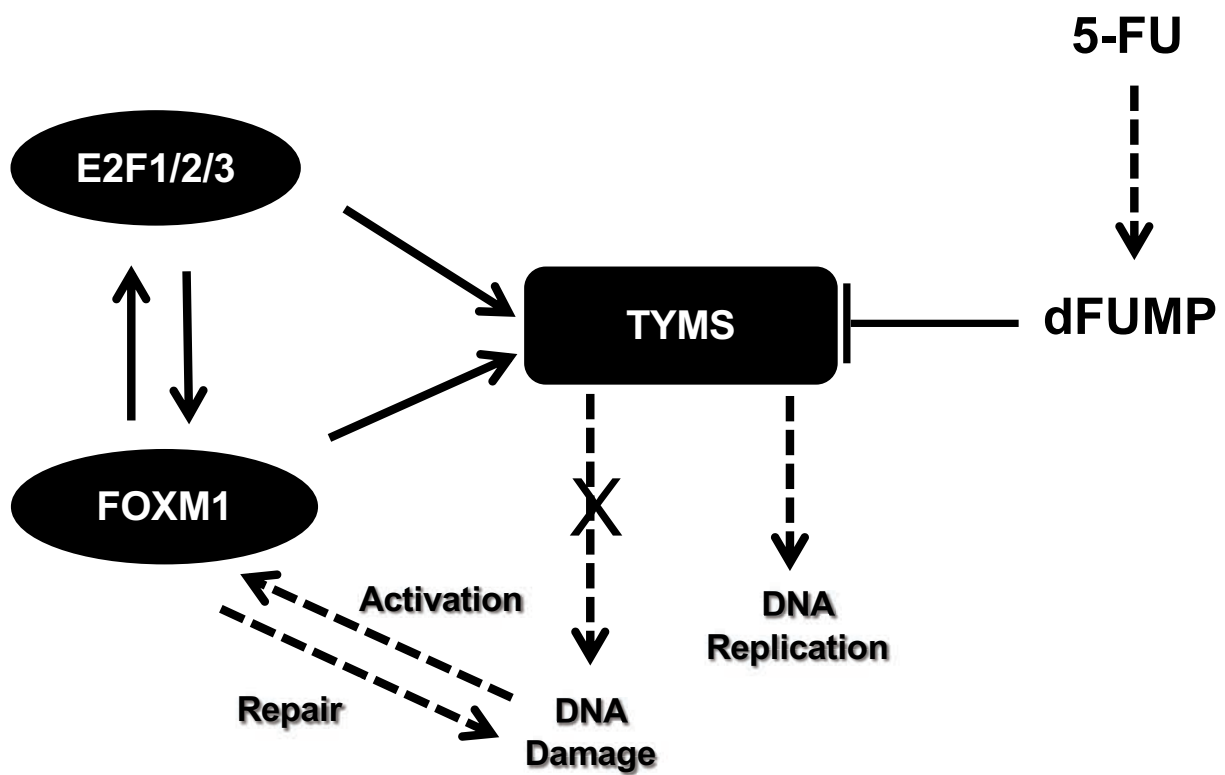 5-FU
E2F1/2/3
TYMS
dFUMP
FOXM1
X
Activation
DNA
Replication
Repair
DNA
Damage